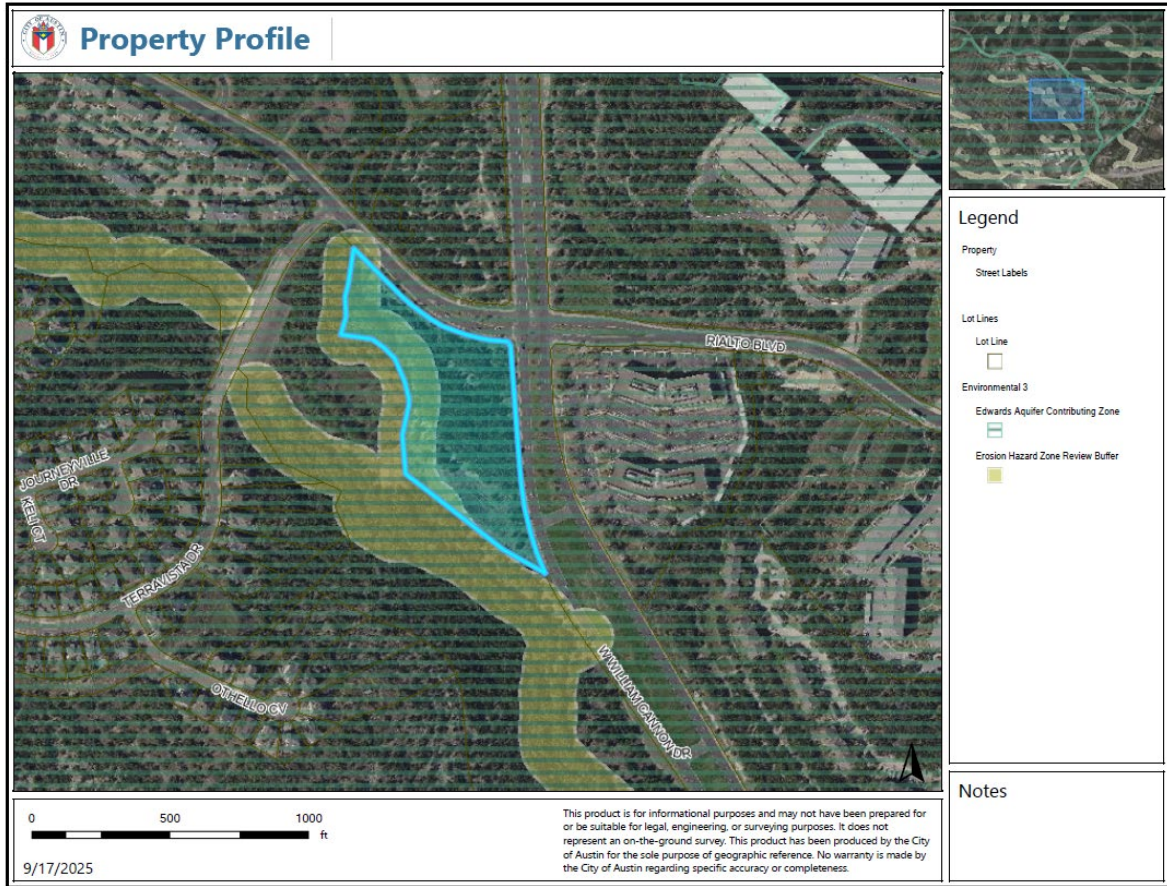 Property Profile
RIALTO BLVD
JOURNEYVILLE
DR
KELI CT
TERRAVISTA DR
OTHELLO CV
W WILLIAM CANNON DR
Legend
Property
Street Labels
Lot Lines
Lot Line
Environmental 3
Edwards Aquifer Contributing Zone
Erosion Hazard Zone Review Buffer
Notes
0 500 1000
ft
9/17/2025
This product is for informational purposes and may not have been prepared for
or be suitable for legal, engineering, or surveying purposes. It does not
represent an on-the-ground survey. This product has been produced by the City
of Austin for the sole purpose of geographic reference. No warranty is made by
the City of Austin regarding specific accuracy or completeness.